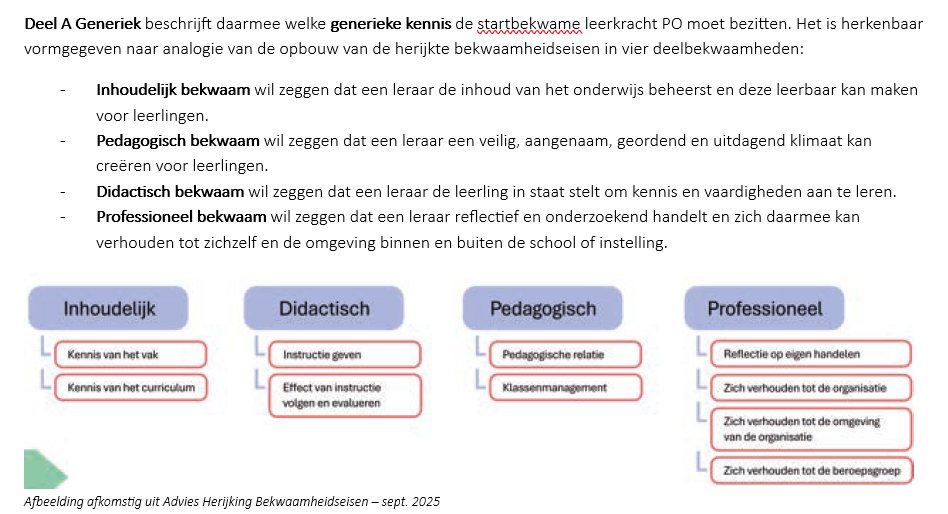 Deel A Generiek beschrijft daarmee welke generieke kennis de startbekwame leerkracht PO moet bezitten. Het is herkenbaar
vormgegeven naar analogie van de opbouw van de herijkte bekwaamheidseisen in vier deelbekwaamheden:
- Inhoudelijk bekwaam wil zeggen dat een leraar de inhoud van het onderwijs beheerst en deze leerbaar kan maken
voor leerlingen.
- Pedagogisch bekwaam wil zeggen dat een leraar een veilig, aangenaam, geordend en uitdagend klimaat kan
creëren voor leerlingen.
- Didactisch bekwaam wil zeggen dat een leraar de leerling in staat stelt om kennis en vaardigheden aan te leren.
- Professioneel bekwaam wil zeggen dat een leraar reflectief en onderzoekend handelt en zich daarmee kan
verhouden tot zichzelf en de omgeving binnen en buiten de school of instelling.
Inhoudelijk
Kennis van het vak
Kennis van het curriculum
Didactisch
Instructie geven
Effect van instructie
volgen en evalueren
Pedagogisch
Pedagogische relatie
Klassenmanagement
Professioneel
Reflectie op eigen handelen
Zich verhouden tot de organisatie
Zich verhouden tot de omgeving
van de organisatie
Zich verhouden tot de beroepsgroep
Afbeelding afkomstig uit Advies Herijking Bekwaamheidseisen – sept. 2025